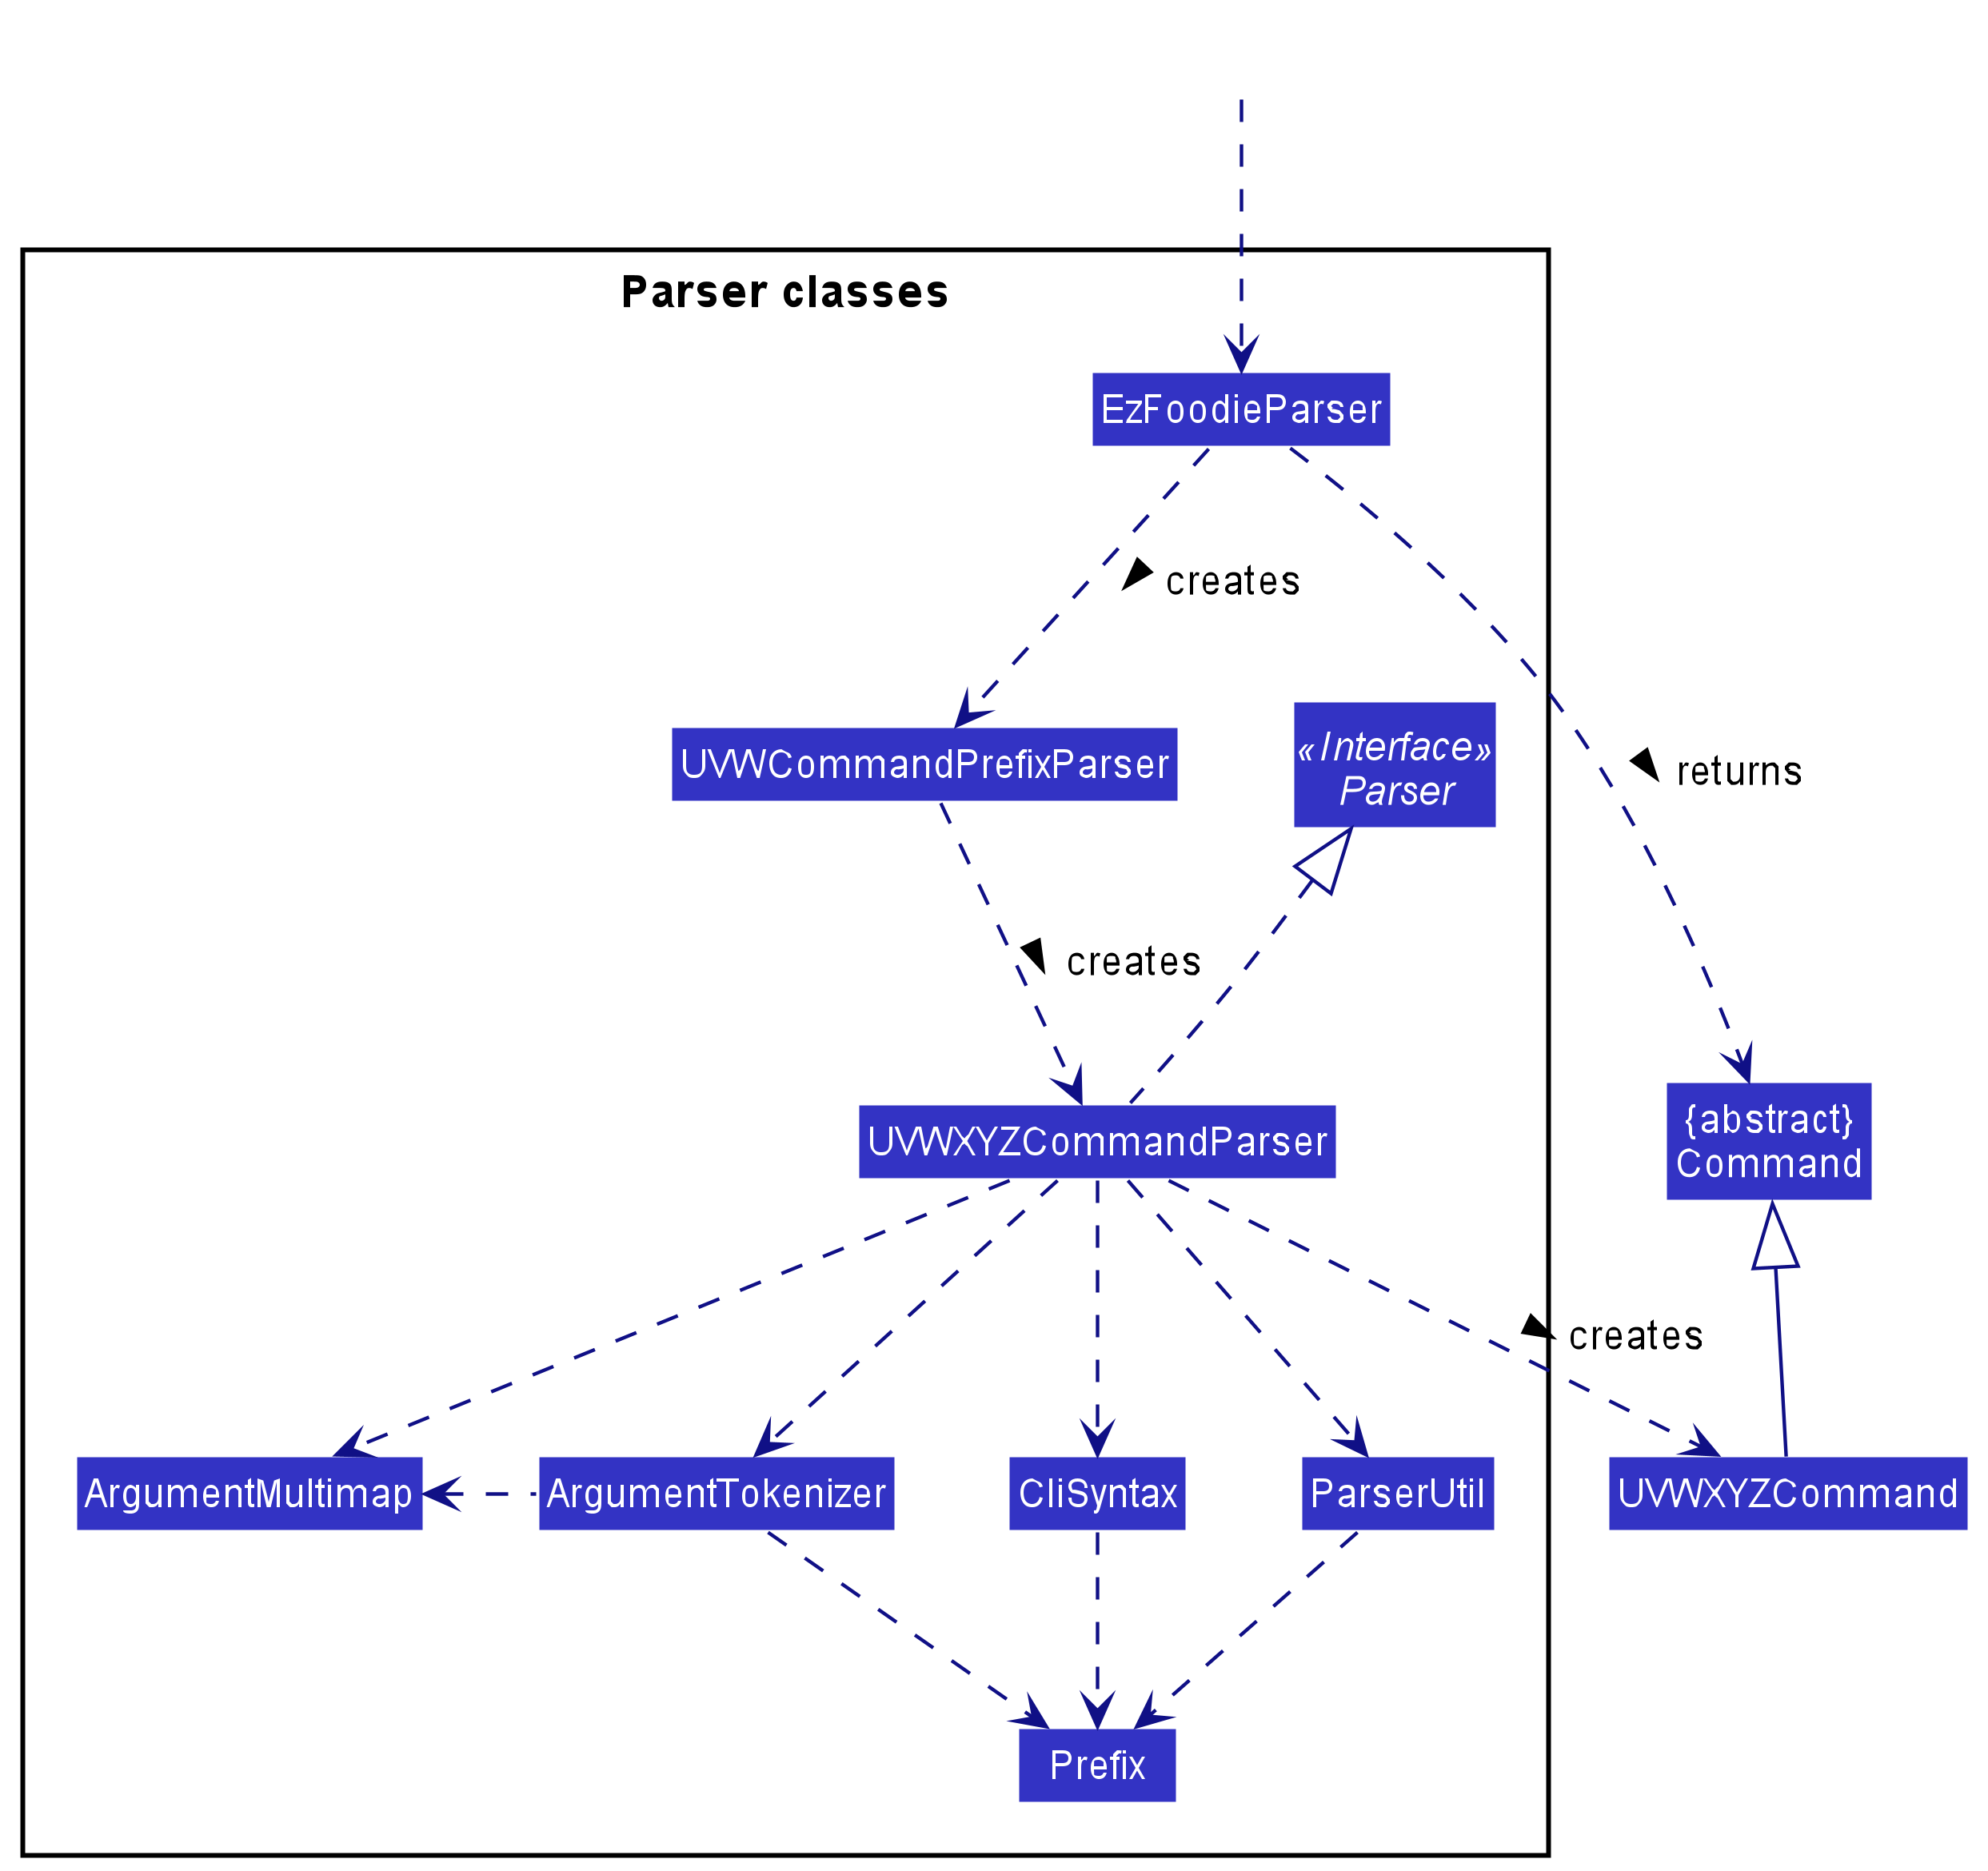 Parser classes
EzFoodieParser
creates
UVWCommandPrefixParser
«Interface»
Parser
returns
creates
UVWXYZCommandParser
{abstract}
Command
creates
ArgumentMultimap
ArgumentTokenizer
CliSyntax
ParserUtil
UVWXYZCommand
Prefix